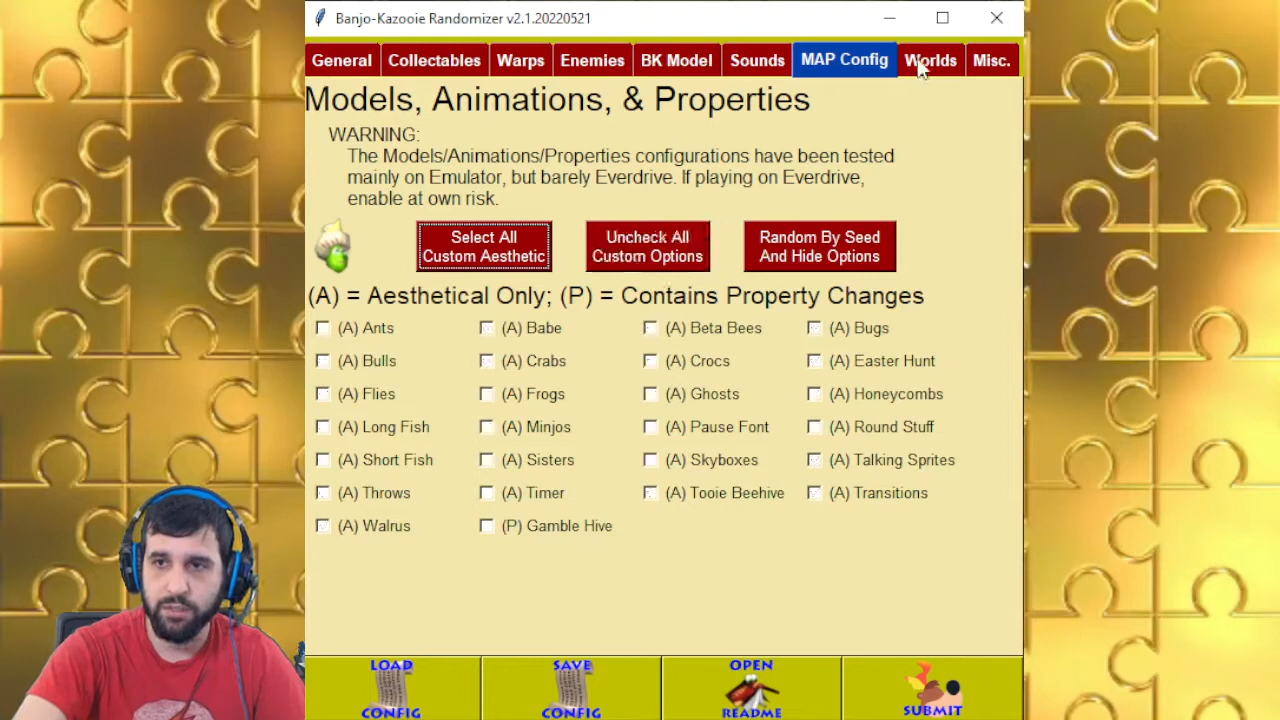 Banjo-Kazooie Randomizer v2.1.20220521
General Collectables Warps Enemies BK Model Sounds MAP Config Worlds Misc.
Models, Animations, & Properties
WARNING:
The Models/Animations/Properties configurations have been tested
mainly on Emulator, but barely Everdrive. If playing on Everdrive,
enable at own risk.
Select All
Custom Aesthetic
Uncheck All
Custom Options
Random By Seed
And Hide Options
(A) = Aesthetical Only; (P) = Contains Property Changes
(A) Ants (A) Babe (A) Beta Bees (A) Bugs
(A) Bulls (A) Crabs (A) Crocs (A) Easter Hunt
(A) Flies (A) Frogs (A) Ghosts (A) Honeycombs
(A) Long Fish (A) Minjos (A) Pause Font (A) Round Stuff
(A) Short Fish (A) Sisters (A) Skyboxes (A) Talking Sprites
(A) Throws (A) Timer (A) Tooie Beehive (A) Transitions
(A) Walrus (P) Gamble Hive
LOAD
CONFIG
SAVE
CONFIG
OPEN
README
SUBMIT